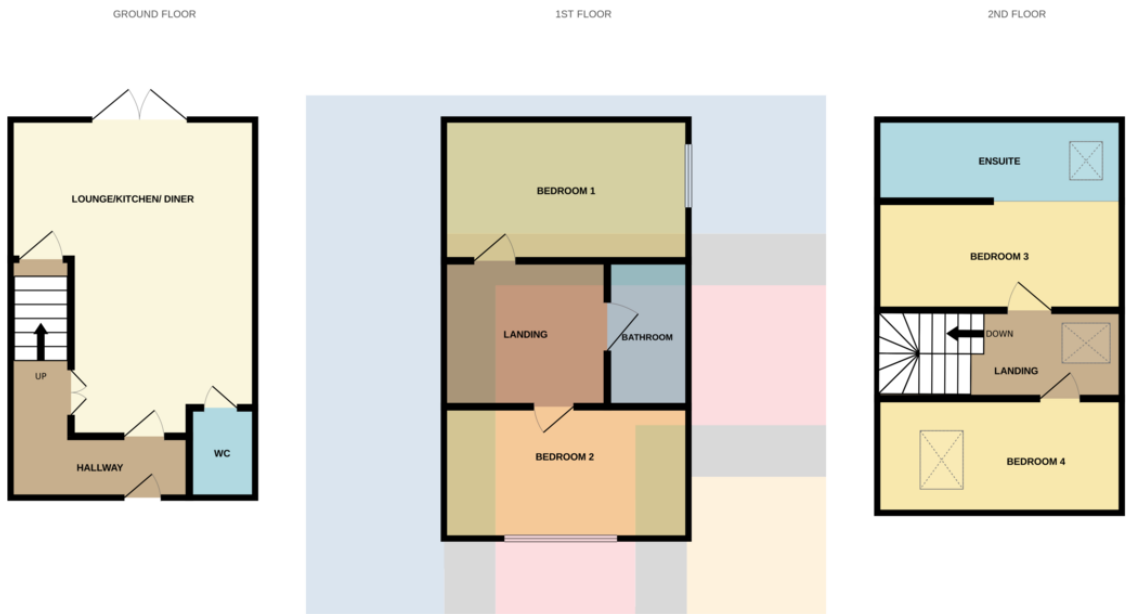 GROUND FLOOR
LOUNGE/KITCHEN/ DINER
UP
HALLWAY
WC
1ST FLOOR
BEDROOM 1
LANDING
BATHROOM
BEDROOM 2
2ND FLOOR
ENSUITE
BEDROOM 3
DOWN
LANDING
BEDROOM 4